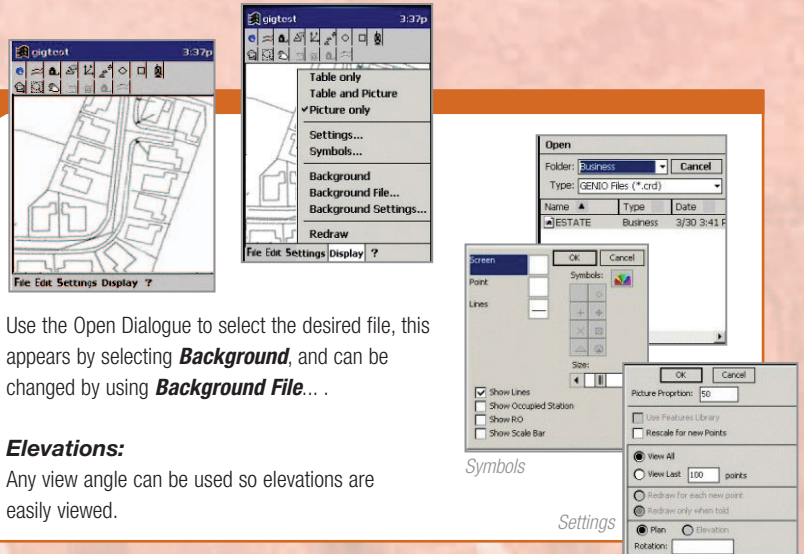 gigtest 3:37p
File Edit Settings Display ?
gigtest 3:37p
Table only
Table and Picture
Picture only
Settings...
Symbols...
Background
Background File...
Background Settings...
Redraw
File Edit Settings Display ?
Open
Folder: Business Cancel
Type: GENIO Files (*.crd)
Name Type Date
ESTATE Business 3/30 3:41 P
Screen OK Cancel
Point Symbols:
Lines
Size:
Show Lines
Show Occupied Station
Show RO
Show Scale Bar
Symbols
OK Cancel
Picture Proprtion: 50
Use Features Library
Rescale for new Points
View All
View Last 100 points
Redraw for each new point
Redraw only when told
Plan Elevation
Rotation:
Settings
Use the Open Dialogue to select the desired file, this
appears by selecting Background, and can be
changed by using Background File... .
Elevations:
Any view angle can be used so elevations are
easily viewed.